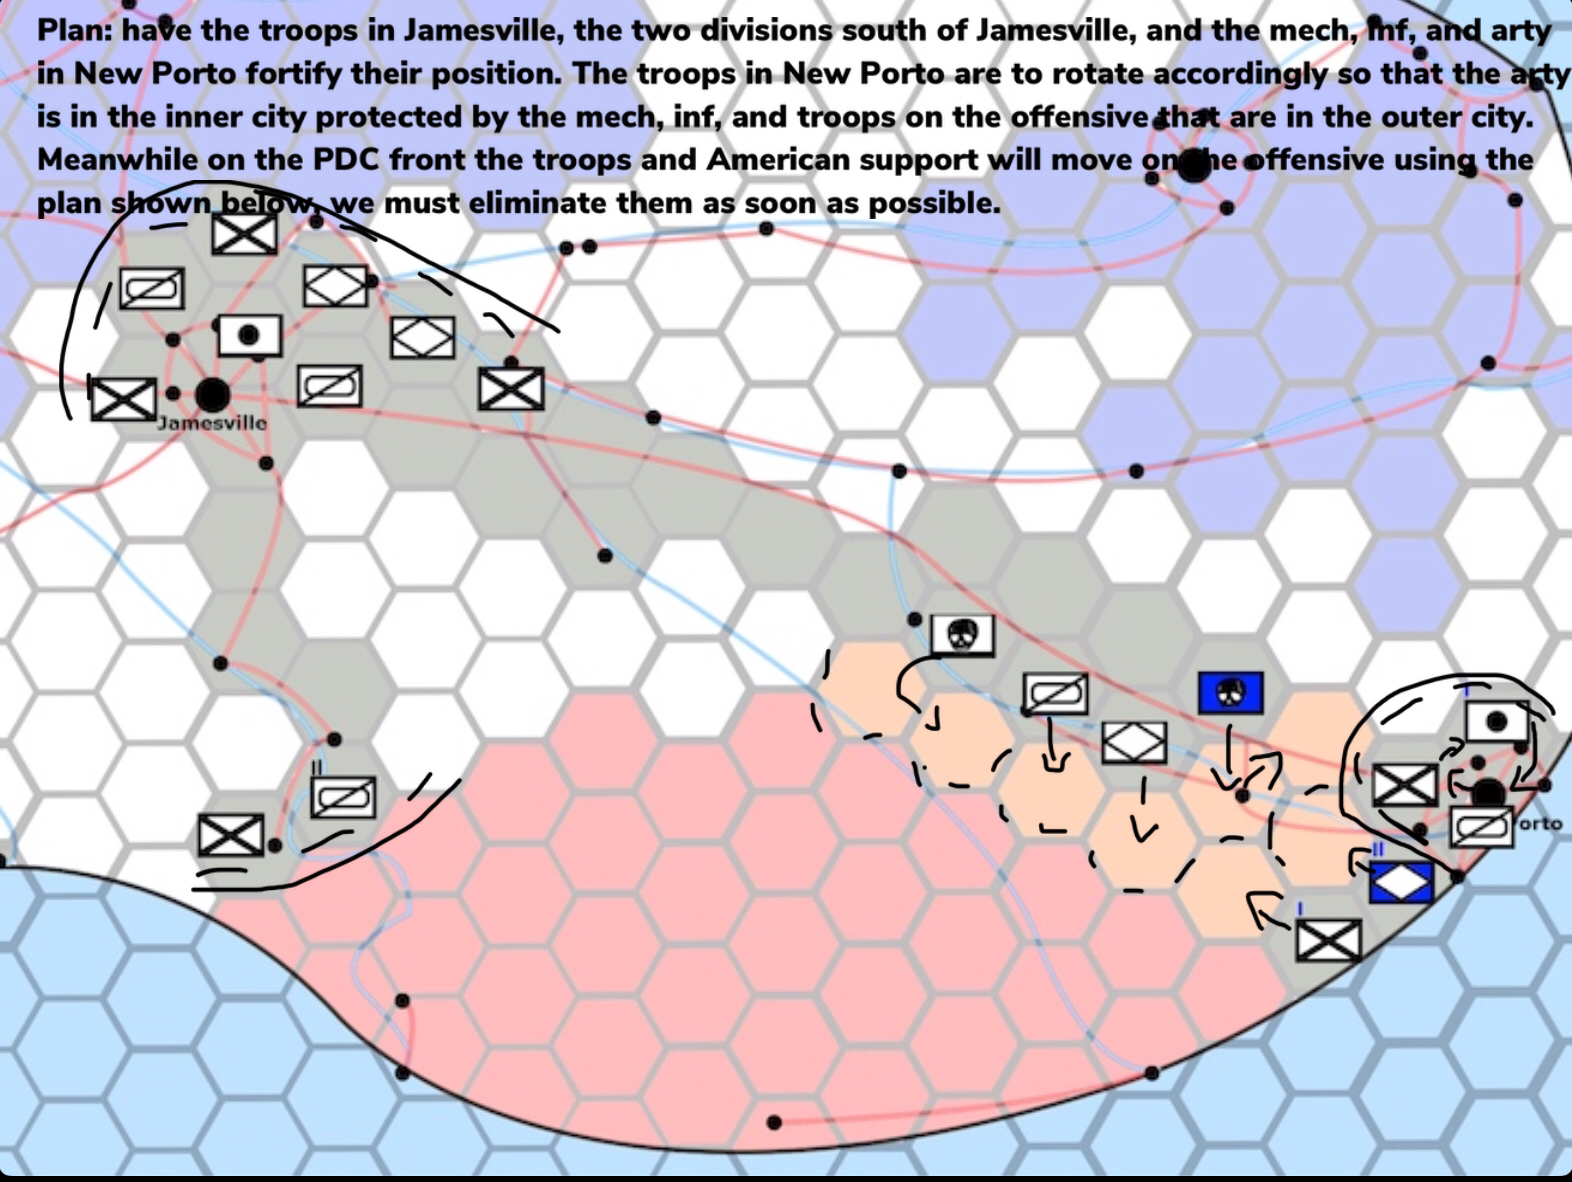 Plan: have the troops in Jamesville, the two divisions south of Jamesville, and the mech, inf, and arty
in New Porto fortify their position. The troops in New Porto are to rotate accordingly so that the arty
is in the inner city protected by the mech, inf, and troops on the offensive that are in the outer city.
Meanwhile on the PDC front the troops and American support will move on the offensive using the
plan shown below, we must eliminate them as soon as possible.
Jamesville
I
II
orto
II
I